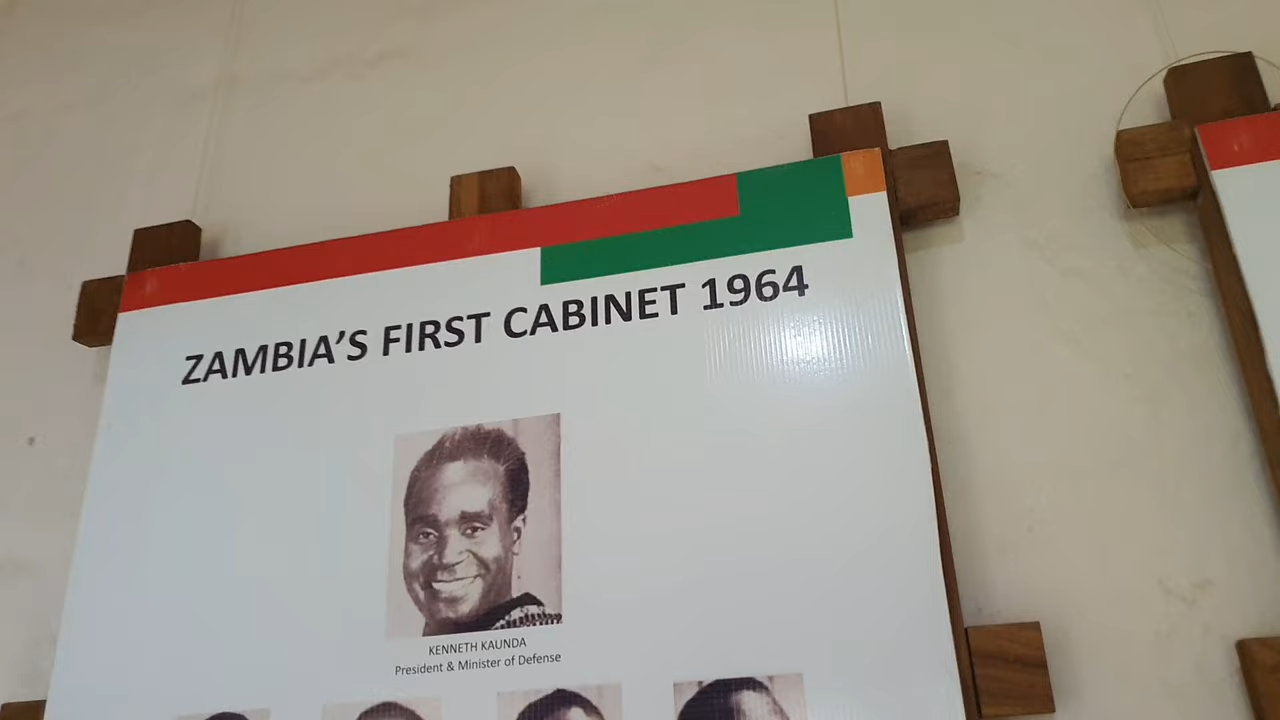 ZAMBIA'S FIRST CABINET 1964
KENNETH KAUNDA
President & Minister of Defense